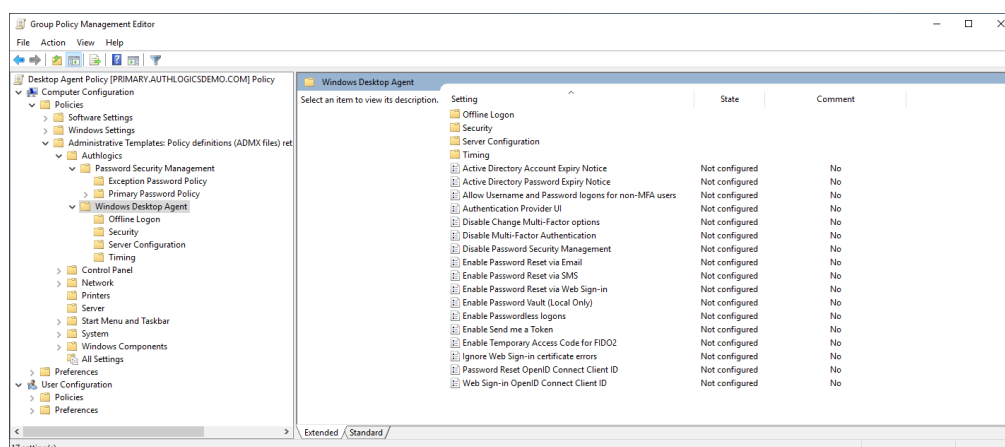 Group Policy Management Editor
File Action View Help
Desktop Agent Policy [PRIMARY.AUTHLOGICSDEMO.COM] Policy
Computer Configuration
Policies
Software Settings
Windows Settings
Administrative Templates: Policy definitions (ADMX files) ret
Authlogics
Password Security Management
Exception Password Policy
Primary Password Policy
Windows Desktop Agent
Offline Logon
Security
Server Configuration
Timing
Control Panel
Network
Printers
Server
Start Menu and Taskbar
System
Windows Components
All Settings
Preferences
User Configuration
Policies
Preferences
Windows Desktop Agent
Select an item to view its description.
Setting State Comment
Offline Logon
Security
Server Configuration
Timing
Active Directory Account Expiry Notice Not configured No
Active Directory Password Expiry Notice Not configured No
Allow Username and Password logons for non-MFA users Not configured No
Authentication Provider UI Not configured No
Disable Change Multi-Factor options Not configured No
Disable Multi-Factor Authentication Not configured No
Disable Password Security Management Not configured No
Enable Password Reset via Email Not configured No
Enable Password Reset via SMS Not configured No
Enable Password Reset via Web Sign-in Not configured No
Enable Password Vault (Local Only) Not configured No
Enable Passwordless logons Not configured No
Enable Send me a Token Not configured No
Enable Temporary Access Code for FIDO2 Not configured No
Ignore Web Sign-in certificate errors Not configured No
Password Reset OpenID Connect Client ID Not configured No
Web Sign-in OpenID Connect Client ID Not configured No
Extended Standard
17 setting(s)